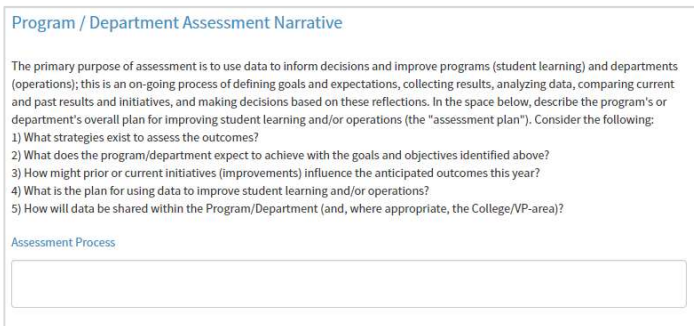 Program / Department Assessment Narrative
The primary purpose of assessment is to use data to inform decisions and improve programs (student learning) and departments
(operations); this is an on-going process of defining goals and expectations, collecting results, analyzing data, comparing current
and past results and initiatives, and making decisions based on these reflections. In the space below, describe the program's or
department's overall plan for improving student learning and/or operations (the "assessment plan"). Consider the following:
1) What strategies exist to assess the outcomes?
2) What does the program/department expect to achieve with the goals and objectives identified above?
3) How might prior or current initiatives (improvements) influence the anticipated outcomes this year?
4) What is the plan for using data to improve student learning and/or operations?
5) How will data be shared within the Program/Department (and, where appropriate, the College/VP-area)?
Assessment Process